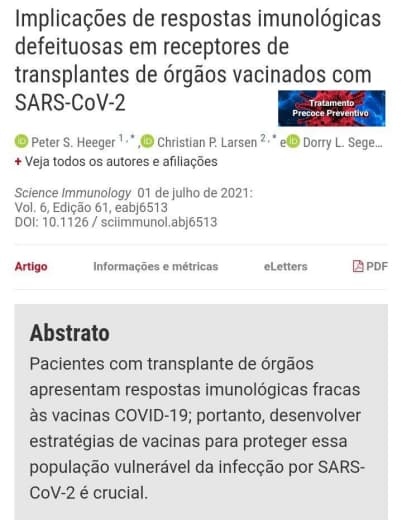 Implicações de respostas imunológicas
defeituosas em receptores de
transplantes de órgãos vacinados com
SARS-CoV-2
Tratamento
Precoce Preventivo
iD Peter S. Heeger 1,*, iD Christian P. Larsen 2,* e iD Dorry L. Sege...
+ Veja todos os autores e afiliações
Science Immunology 01 de julho de 2021:
Vol. 6, Edição 61, eabj6513
DOI: 10.1126 / sciimmunol.abj6513
Artigo Informações e métricas eLetters PDF
Abstrato
Pacientes com transplante de órgãos
apresentam respostas imunológicas fracas
às vacinas COVID-19; portanto, desenvolver
estratégias de vacinas para proteger essa
população vulnerável da infecção por SARS-
CoV-2 é crucial.